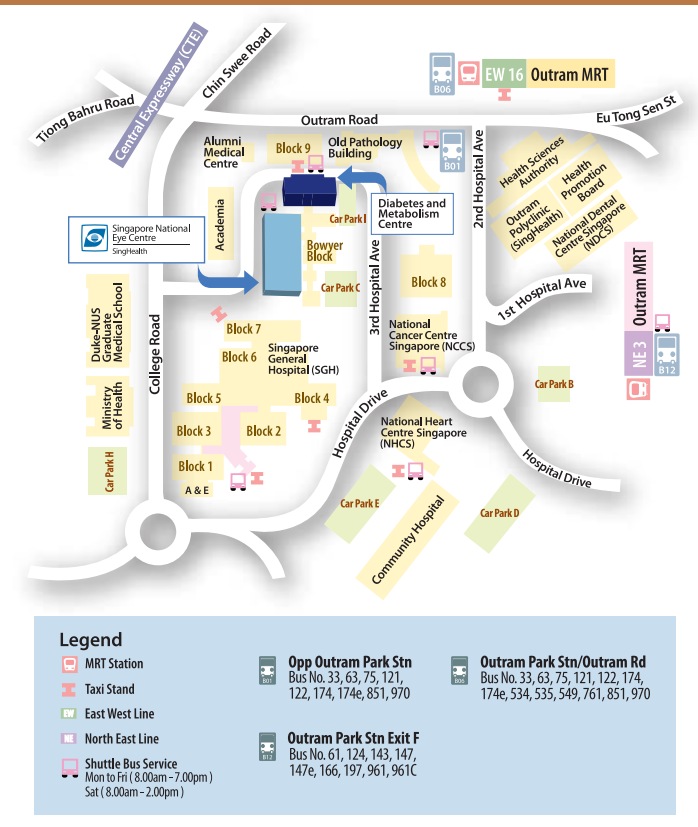 Central Expressway (CTE)
Chin Swee Road
Tiong Bahru Road
B06
EW 16
Outram MRT
Outram Road
Eu Tong Sen St
Alumni
Medical
Centre
Block 9
Old Pathology
Building
B01
2nd Hospital Ave
Health Sciences
Authority
Health
Promotion
Board
Outram
Polyclinic
(SingHealth)
National Dental
Centre Singapore
(NDCS)
Singapore National
Eye Centre
SingHealth
Academia
Car Park
Diabetes and
Metabolism
Centre
Bowyer
Block
Car Park C
3rd Hospital Ave
Block 8
1st Hospital Ave
Outram MRT
NE 3
B12
Duke-NUS
Graduate
Medical School
College Road
Block 7
Block 6
Singapore
General
Hospital (SGH)
National
Cancer Centre
Singapore (NCCS)
Ministry
of Health
Block 5
Block 4
Block 3
Block 2
Hospital Drive
Car Park B
National Heart
Centre Singapore
(NHCS)
Hospital Drive
Car Park H
Block 1
A & E
Car Park E
Community Hospital
Car Park D
Legend
MRT Station
Taxi Stand
EW
East West Line
NE
North East Line
Shuttle Bus Service
Mon to Fri ( 8.00am – 7.00pm )
Sat ( 8.00am – 2.00pm )
B01
Opp Outram Park Stn
Bus No. 33, 63, 75, 121,
122, 174, 174e, 851, 970
B12
Outram Park Stn Exit F
Bus No. 61, 124, 143, 147,
147e, 166, 197, 961, 961C
B06
Outram Park Stn/Outram Rd
Bus No. 33, 63, 75, 121, 122, 174,
174e, 534, 535, 549, 761, 851, 970